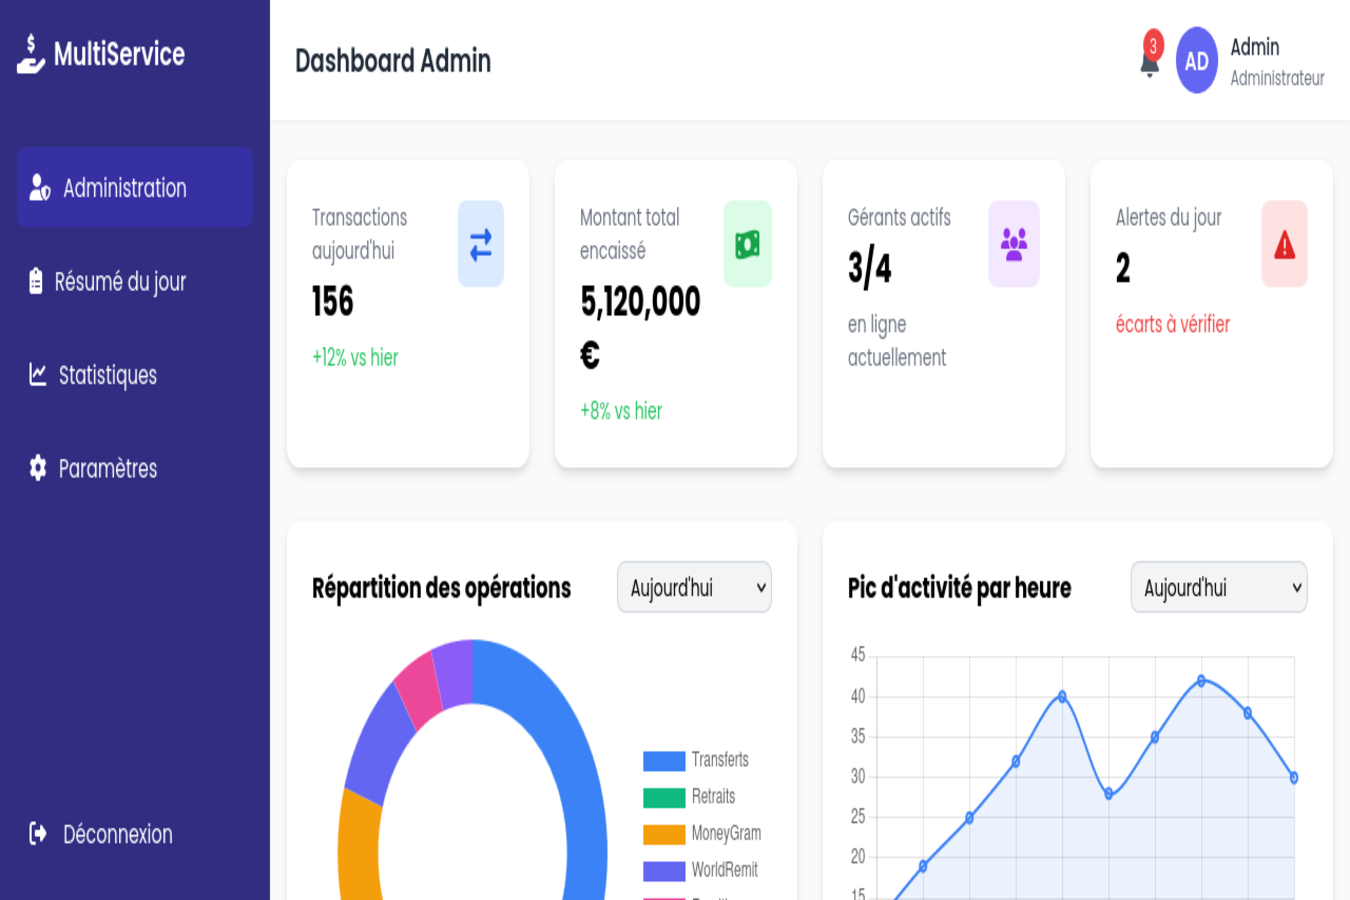 MultiService
Administration
Résumé du jour
Statistiques
Paramètres
Déconnexion
Dashboard Admin
3
AD
Admin
Administrateur
Transactions
aujourd'hui
156
+12% vs hier
Montant total
encaissé
5,120,000
€
+8% vs hier
Gérants actifs
3/4
en ligne
actuellement
Alertes du jour
2
écarts à vérifier
Répartition des opérations
Aujourd'hui
Transferts
Retraits
MoneyGram
WorldRemit
Pic d'activité par heure
Aujourd'hui
45
40
35
30
25
20
15